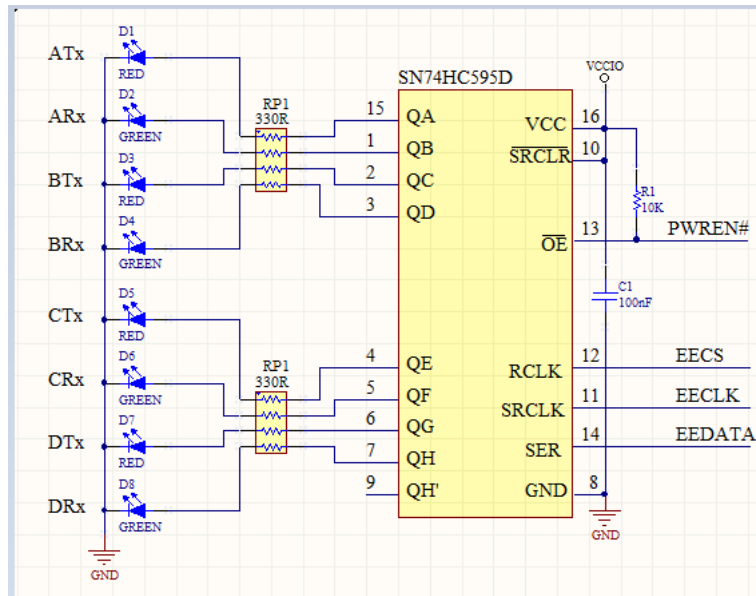 ATx
D1
RED
ARx
D2
GREEN
BTx
D3
RED
BRx
D4
GREEN
CTx
D5
RED
CRx
D6
GREEN
DTx
D7
RED
DRx
D8
GREEN
GND
RP1
330R
RP1
330R
SN74HC595D
15 QA
1 QB
2 QC
3 QD
4 QE
5 QF
6 QG
7 QH
9 QH'
VCC 16
SRCLR 10
OE 13
RCLK 12
SRCLK 11
SER 14
GND 8
VCCIO
R1
10K
PWREN#
C1
100nF
EECS
EECLK
EEDATA
GND